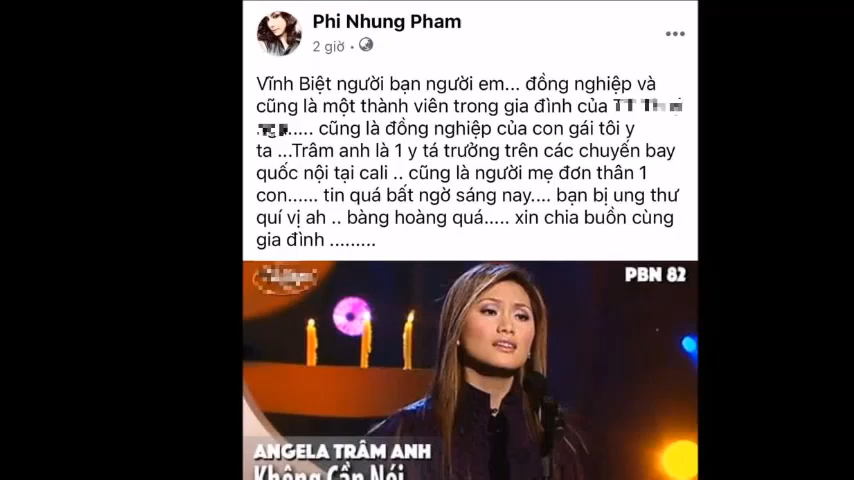 Phi Nhung Pham
2 giờ
Vĩnh Biệt người bạn người em... đồng nghiệp và
cũng là một thành viên trong gia đình của TT
..... cũng là đồng nghiệp của con gái tôi y
ta ...Trâm anh là 1 y tá trưởng trên các chuyến bay
quốc nội tại cali .. cũng là người mẹ đơn thân 1
con...... tin quá bất ngờ sáng nay.... bạn bị ung thư
quí vị ah .. bàng hoàng quá..... xin chia buồn cùng
gia đình .........
PBN 82
ANGELA TRÂM ANH
Không Cần Nói